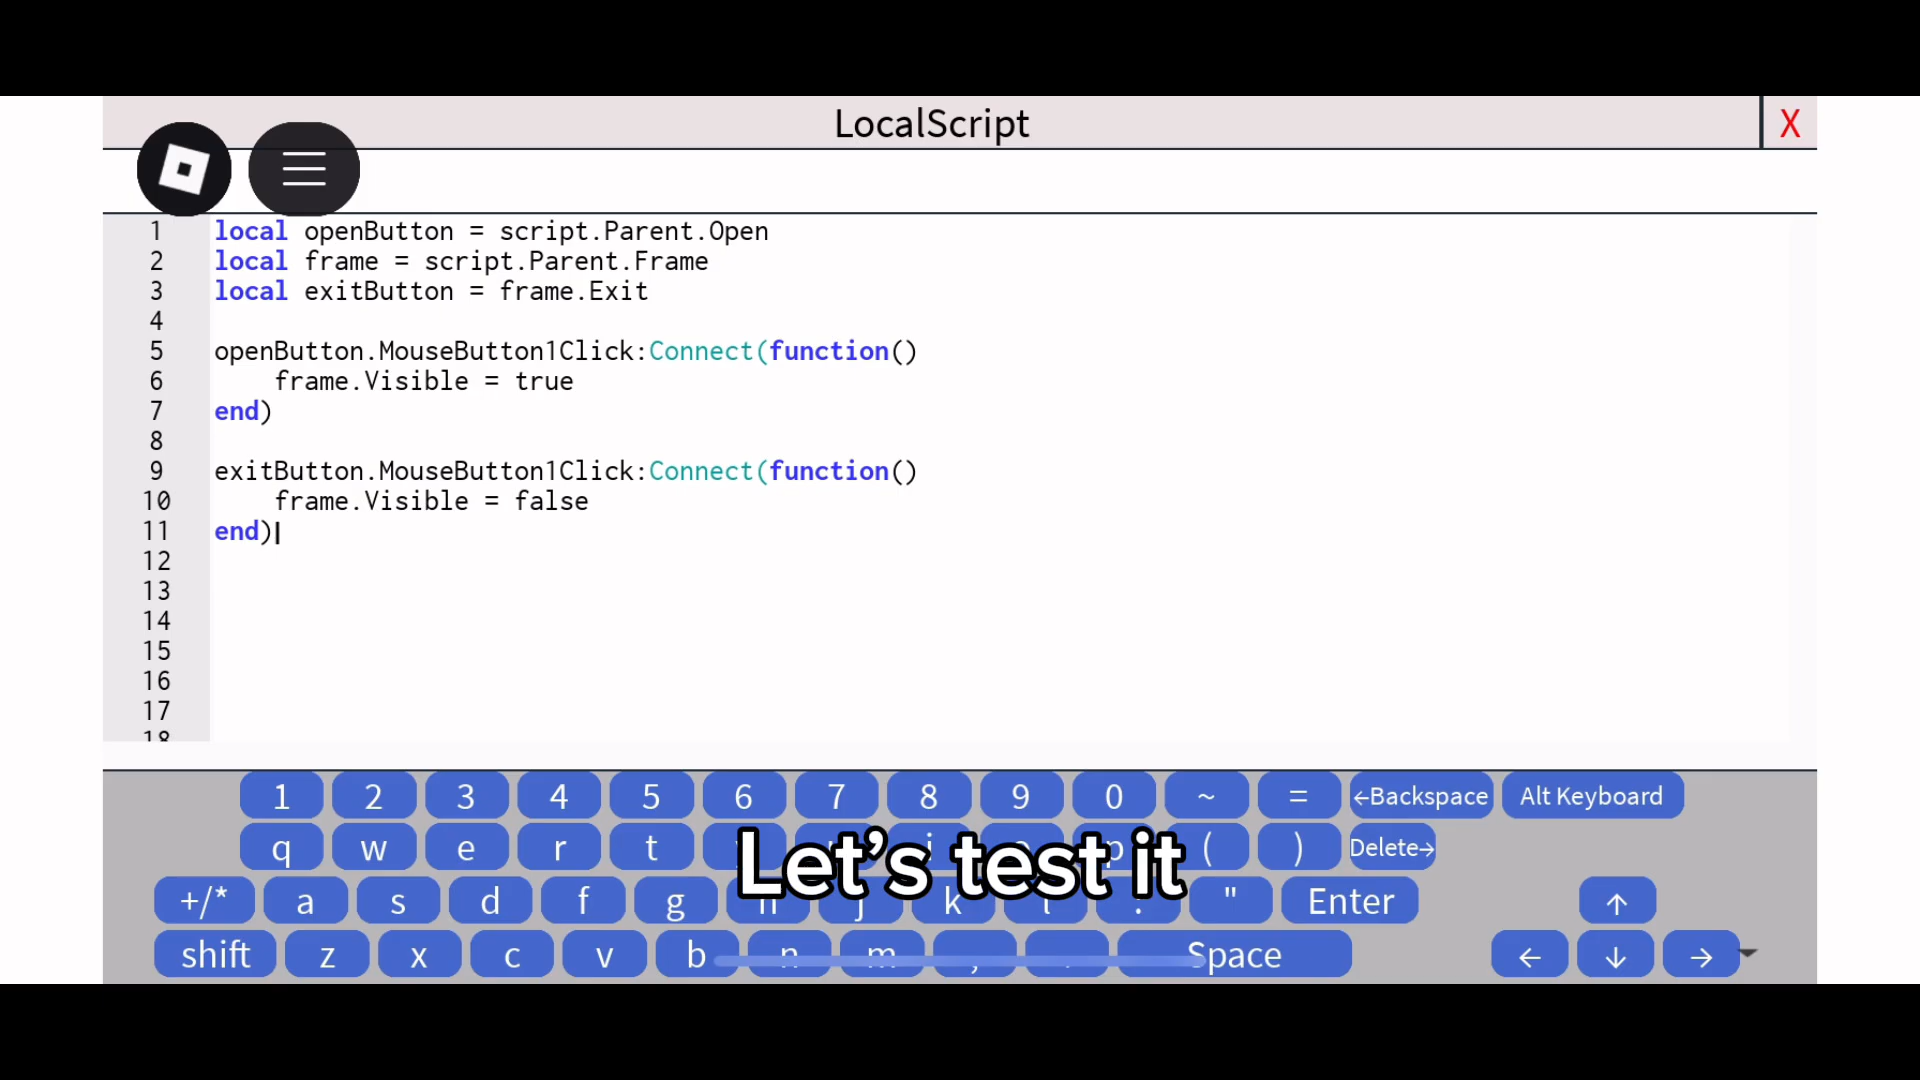 LocalScript
X
1 local openButton = script.Parent.Open
2 local frame = script.Parent.Frame
3 local exitButton = frame.Exit
4
5 openButton.MouseButton1Click:Connect(function()
6 frame.Visible = true
7 end)
8
9 exitButton.MouseButton1Click:Connect(function()
10 frame.Visible = false
11 end)
12
13
14
15
16
17
18
1 2 3 4 5 6 7 8 9 0 ~ = ←Backspace Alt Keyboard
q w e r t i p ( ) Delete→
Let's test it
+/* a s d f g h j k l : " Enter ↑
shift z x c v b n m , . Space ← ↓ →